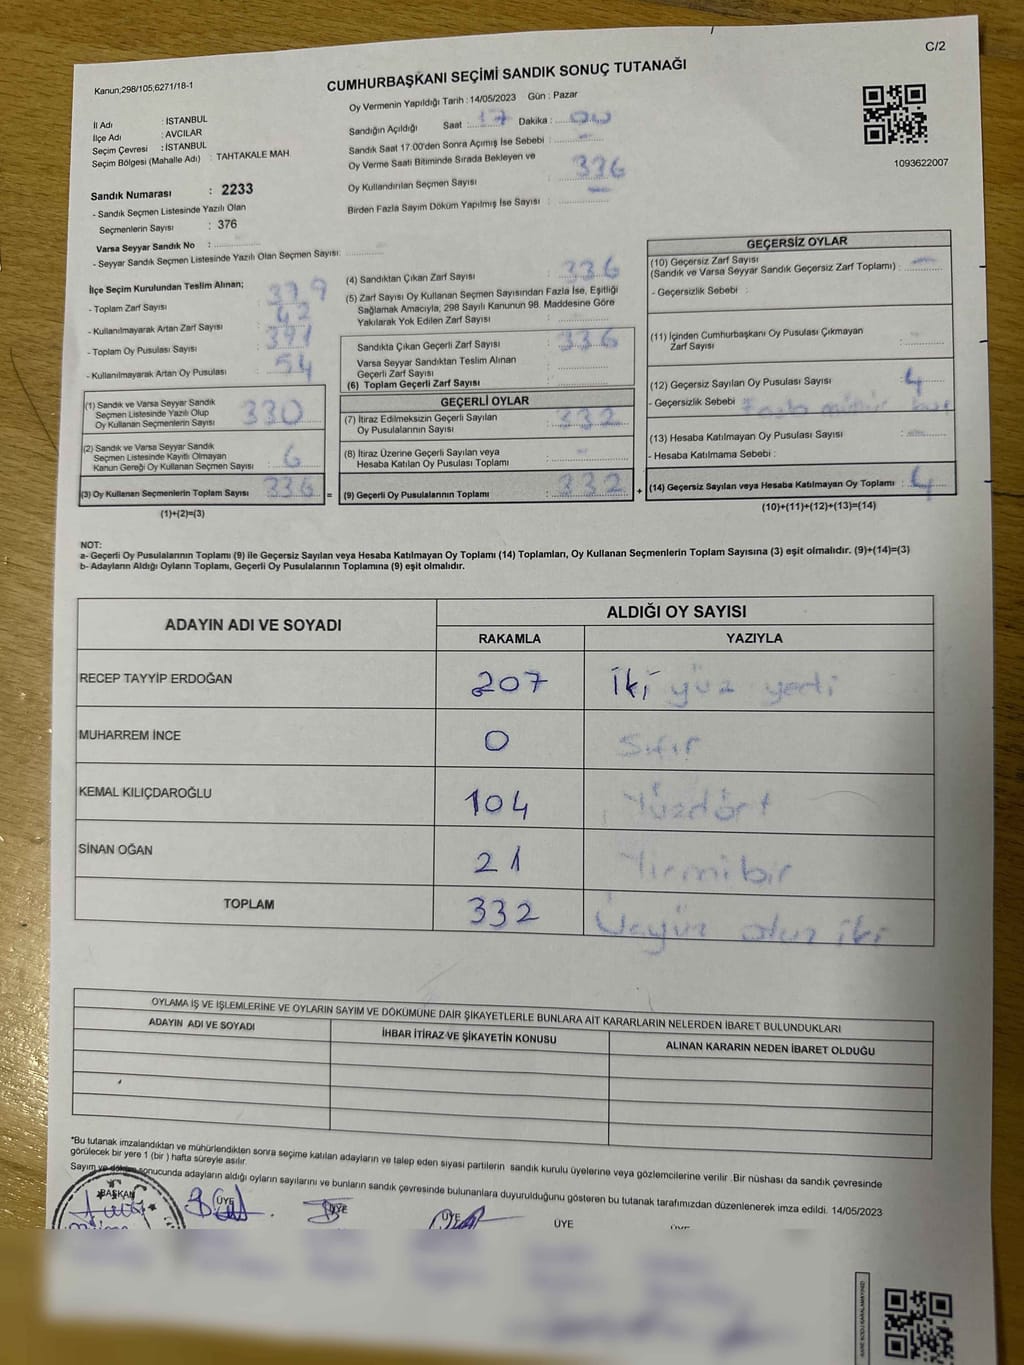 C/2
Kanun;298/105;6271/18-1
CUMHURBAŞKANI SEÇİMİ SANDIK SONUÇ TUTANAĞI
Oy Vermenin Yapıldığı Tarih : 14/05/2023 Gün : Pazar
İl Adı : İSTANBUL
İlçe Adı : AVCILAR
Seçim Çevresi : İSTANBUL
Seçim Bölgesi (Mahalle Adı) : TAHTAKALE MAH.
Sandığın Açıldığı Saat : 17 Dakika : 00
Sandık Saat 17.00'den Sonra Açımış İse Sebebi : -
Oy Verme Saati Bitiminde Sırada Bekleyen ve
Oy Kullandırılan Seçmen Sayısı : 336
Birden Fazla Sayım Döküm Yapılmış İse Sayısı :
1093622007
Sandık Numarası : 2233
- Sandık Seçmen Listesinde Yazılı Olan
Seçmenlerin Sayısı : 376
Varsa Seyyar Sandık No :
- Seyyar Sandık Seçmen Listesinde Yazılı Olan Seçmen Sayısı:
İlçe Seçim Kurulundan Teslim Alınan;
- Toplam Zarf Sayısı :
- Kullanılmayarak Artan Zarf Sayısı : 42
- Toplam Oy Pusulası Sayısı : 391
- Kullanılmayarak Artan Oy Pusulası : 54
(1) Sandık ve Varsa Seyyar Sandık
Seçmen Listesinde Yazılı Olup
Oy Kullanan Seçmenlerin Sayısı : 330
(2) Sandık ve Varsa Seyyar Sandık
Seçmen Listesinde Kayıtlı Olmayan
Kanun Gereği Oy Kullanan Seçmen Sayısı : 6
(3) Oy Kullanan Seçmenlerin Toplam Sayısı : 336 =
(1)+(2)=(3)
(4) Sandıktan Çıkan Zarf Sayısı : 336
(5) Zarf Sayısı Oy Kullanan Seçmen Sayısından Fazla İse, Eşitliği
Sağlamak Amacıyla, 298 Sayılı Kanunun 98. Maddesine Göre
Yakılarak Yok Edilen Zarf Sayısı :
Sandıkta Çıkan Geçerli Zarf Sayısı : 336
Varsa Seyyar Sandıktan Teslim Alınan
Geçerli Zarf Sayısı :
(6) Toplam Geçerli Zarf Sayısı :
GEÇERLİ OYLAR
(7) İtiraz Edilmeksizin Geçerli Sayılan
Oy Pusulalarının Sayısı : 332
(8) İtiraz Üzerine Geçerli Sayılan veya
Hesaba Katılan Oy Pusulası Toplamı : -
(9) Geçerli Oy Pusulalarının Toplamı : 332 +
GEÇERSİZ OYLAR
(10) Geçersiz Zarf Sayısı
(Sandık ve Varsa Seyyar Sandık Geçersiz Zarf Toplamı) : -
- Geçersizlik Sebebi :
(11) İçinden Cumhurbaşkanı Oy Pusulası Çıkmayan
Zarf Sayısı :
(12) Geçersiz Sayılan Oy Pusulası Sayısı : 4
- Geçersizlik Sebebi : Fazla mühür
(13) Hesaba Katılmayan Oy Pusulası Sayısı : -
- Hesaba Katılmama Sebebi :
(14) Geçersiz Sayılan veya Hesaba Katılmayan Oy Toplamı : 4
(10)+(11)+(12)+(13)=(14)
NOT:
a- Geçerli Oy Pusulalarının Toplamı (9) ile Geçersiz Sayılan veya Hesaba Katılmayan Oy Toplamı (14) Toplamları, Oy Kullanan Seçmenlerin Toplam Sayısına (3) eşit olmalıdır. (9)+(14)=(3)
b- Adayların Aldığı Oyların Toplamı, Geçerli Oy Pusulalarının Toplamına (9) eşit olmalıdır.
ADAYIN ADI VE SOYADI ALDIĞI OY SAYISI
RAKAMLA YAZIYLA
RECEP TAYYİP ERDOĞAN 207 İki yüz yedi
MUHARREM İNCE 0 Sıfır
KEMAL KILIÇDAROĞLU 104 Yüzdört
SİNAN OĞAN 21 Yirmibir
TOPLAM 332 Üçyüz otuz iki
OYLAMA İŞ VE İŞLEMLERİNE VE OYLARIN SAYIM VE DÖKÜMÜNE DAİR ŞİKAYETLERLE BUNLARA AİT KARARLARIN NELERDEN İBARET BULUNDUKLARI
ADAYIN ADI VE SOYADI İHBAR İTİRAZ VE ŞİKAYETİN KONUSU ALINAN KARARIN NEDEN İBARET OLDUĞU
*Bu tutanak imzalandıktan ve mühürlendikten sonra seçime katılan adayların ve talep eden siyasi partilerin sandık kurulu üyelerine veya gözlemcilerine verilir .Bir nüshası da sandık çevresinde
görülecek bir yere 1 (bir ) hafta süreyle asılır.
Sayım ve döküm sonucunda adayların aldığı oyların sayılarını ve bunların sandık çevresinde bulunanlara duyurulduğunu gösteren bu tutanak tarafımızdan düzenlenerek imza edildi. 14/05/2023
BAŞKAN ÜYE ÜYE ÜYE ÜYE